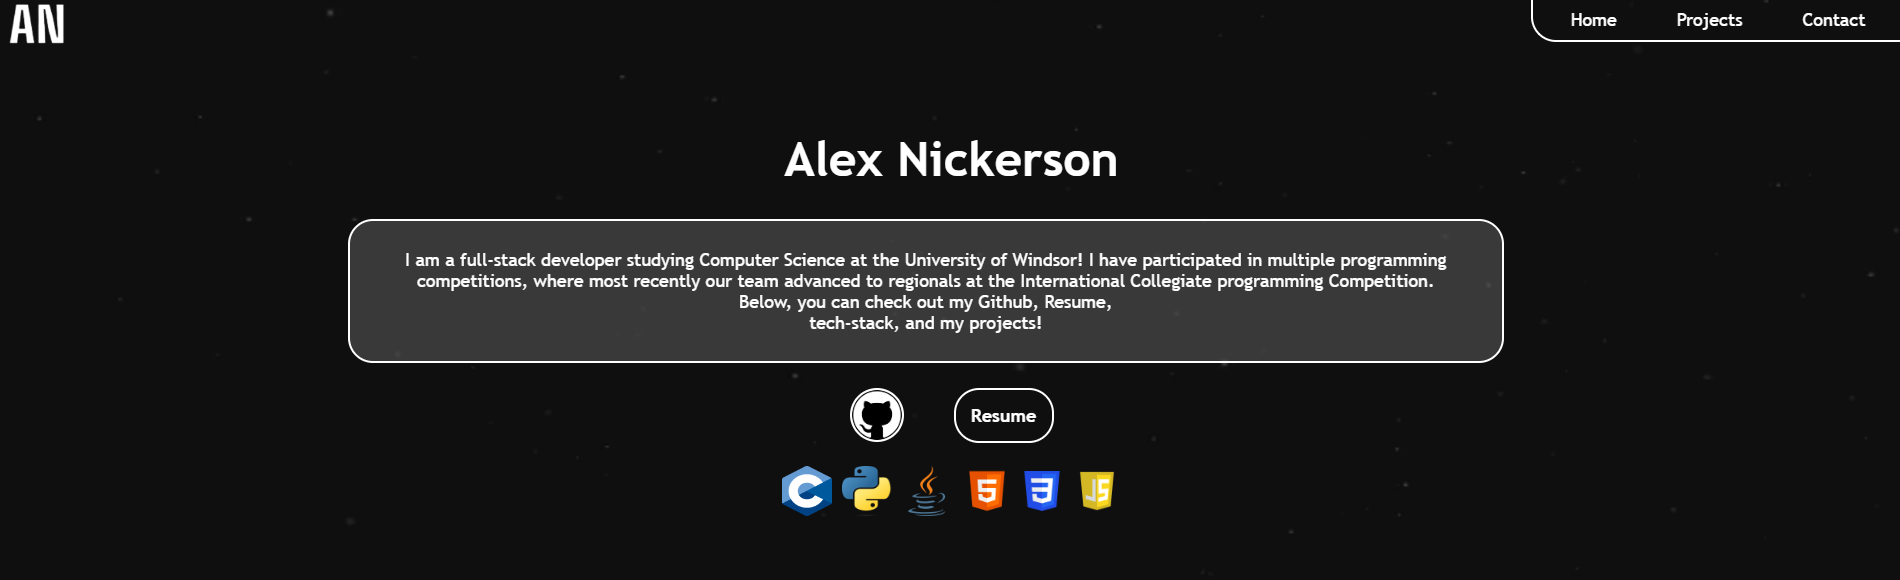 AN
Home
Projects
Contact
Alex Nickerson
I am a full-stack developer studying Computer Science at the University of Windsor! I have participated in multiple programming
competitions, where most recently our team advanced to regionals at the International Collegiate programming Competition.
Below, you can check out my Github, Resume,
tech-stack, and my projects!
Resume
C
5
3
JS